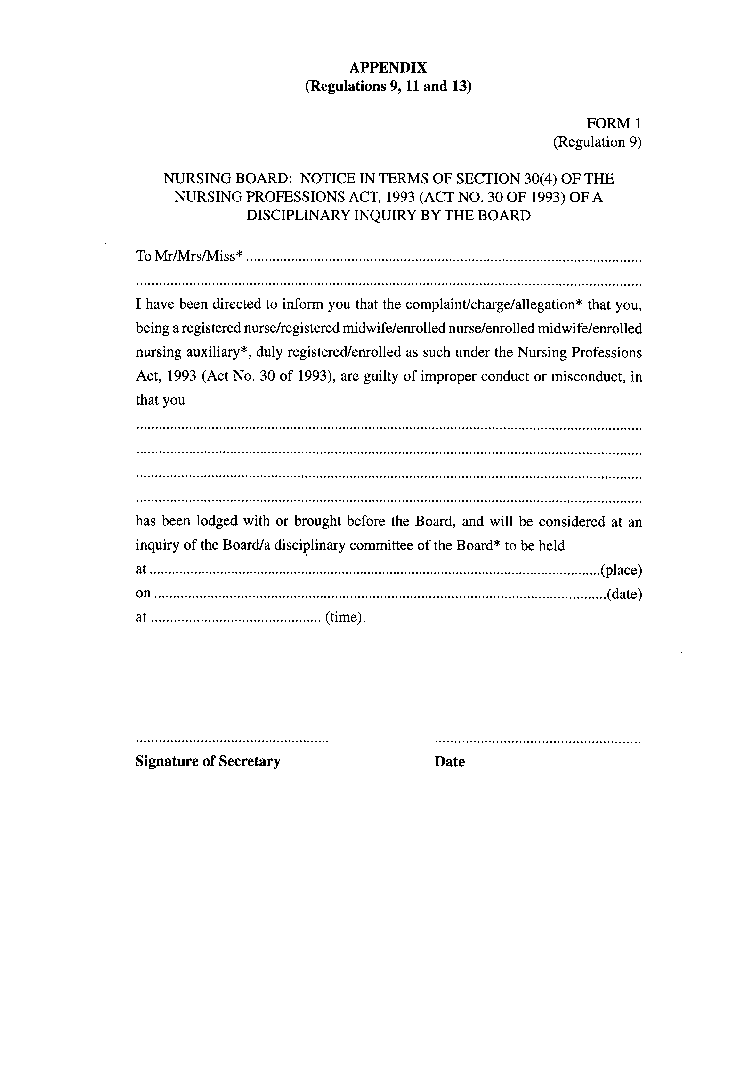 APPENDIX
(Regulations 9, 11 and 13)
FORM 1
(Regulation 9)
NURSING BOARD: NOTICE IN TERMS OF SECTION 30(4) OF THE
NURSING PROFESSIONS ACT, 1993 (ACT NO. 30 OF 1993) OF A
DISCIPLINARY INQUIRY BY THE BOARD
To Mr/Mrs/Miss* ..........................................................................................................
.......................................................................................................................................
I have been directed to inform you that the complaint/charge/allegation* that you,
being a registered nurse/registered midwife/enrolled nurse/enrolled midwife/enrolled
nursing auxiliary*, duly registered/enrolled as such under the Nursing Professions
Act, 1993 (Act No. 30 of 1993), are guilty of improper conduct or misconduct, in
that you
.......................................................................................................................................
.......................................................................................................................................
.......................................................................................................................................
.......................................................................................................................................
has been lodged with or brought before the Board, and will be considered at an
inquiry of the Board/a disciplinary committee of the Board* to be held
at ........................................................................................................................(place)
on .........................................................................................................................(date)
at ............................................. (time).
................................................... .......................................................
Signature of Secretary Date